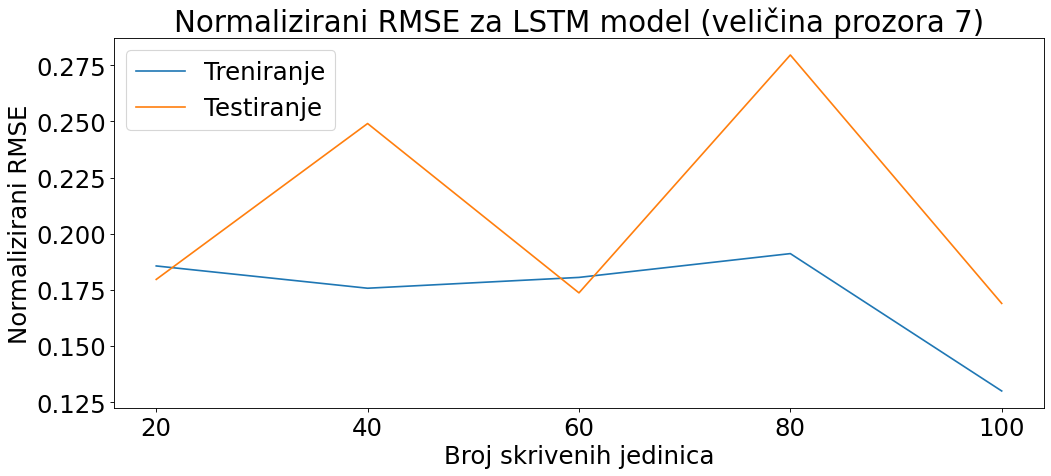 Normalizirani RMSE za LSTM model (veličina prozora 7)
Treniranje
Testiranje
Normalizirani RMSE
0.275
0.250
0.225
0.200
0.175
0.150
0.125
20 40 60 80 100
Broj skrivenih jedinica